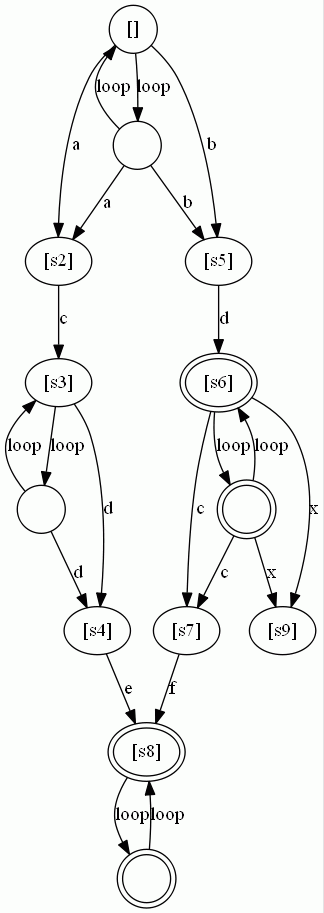 []
loop loop
a b
a b
[s2] [s5]
c d
[s3] [s6]
loop loop loop loop
d c x
d c x
[s4] [s7] [s9]
e f
[s8]
loop loop